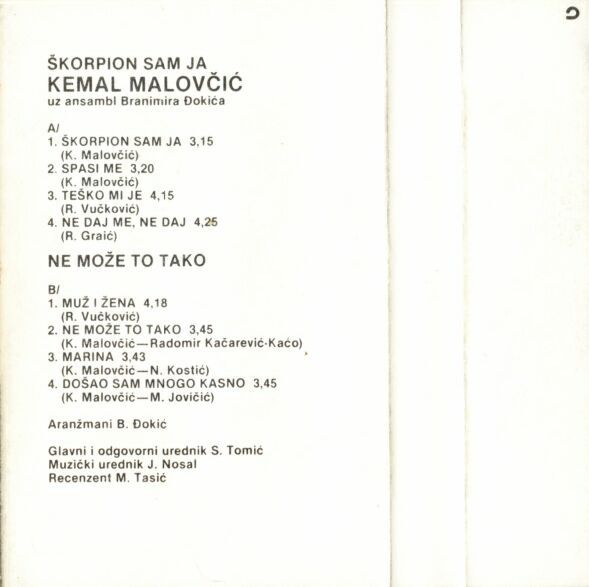 ŠKORPION SAM JA
KEMAL MALOVČIĆ
uz ansambl Branimira Đokića
A/
1. ŠKORPION SAM JA 3,15
(K. Malovčić)
2. SPASI ME 3,20
(K. Malovčić)
3. TEŠKO MI JE 4,15
(R. Vučković)
4. NE DAJ ME, NE DAJ 4,25
(R. Graić)
NE MOŽE TO TAKO
B/
1. MUŽ I ŽENA 4,18
(R. Vučković)
2. NE MOŽE TO TAKO 3,45
(K. Malovčić—Radomir Kačarević-Kaćo)
3. MARINA 3,43
(K. Malovčić—N. Kostić)
4. DOŠAO SAM MNOGO KASNO 3,45
(K. Malovčić—M. Jovičić)
Aranžmani B. Đokić
Glavni i odgovorni urednik S. Tomić
Muzički urednik J. Nosal
Recenzent M. Tasić